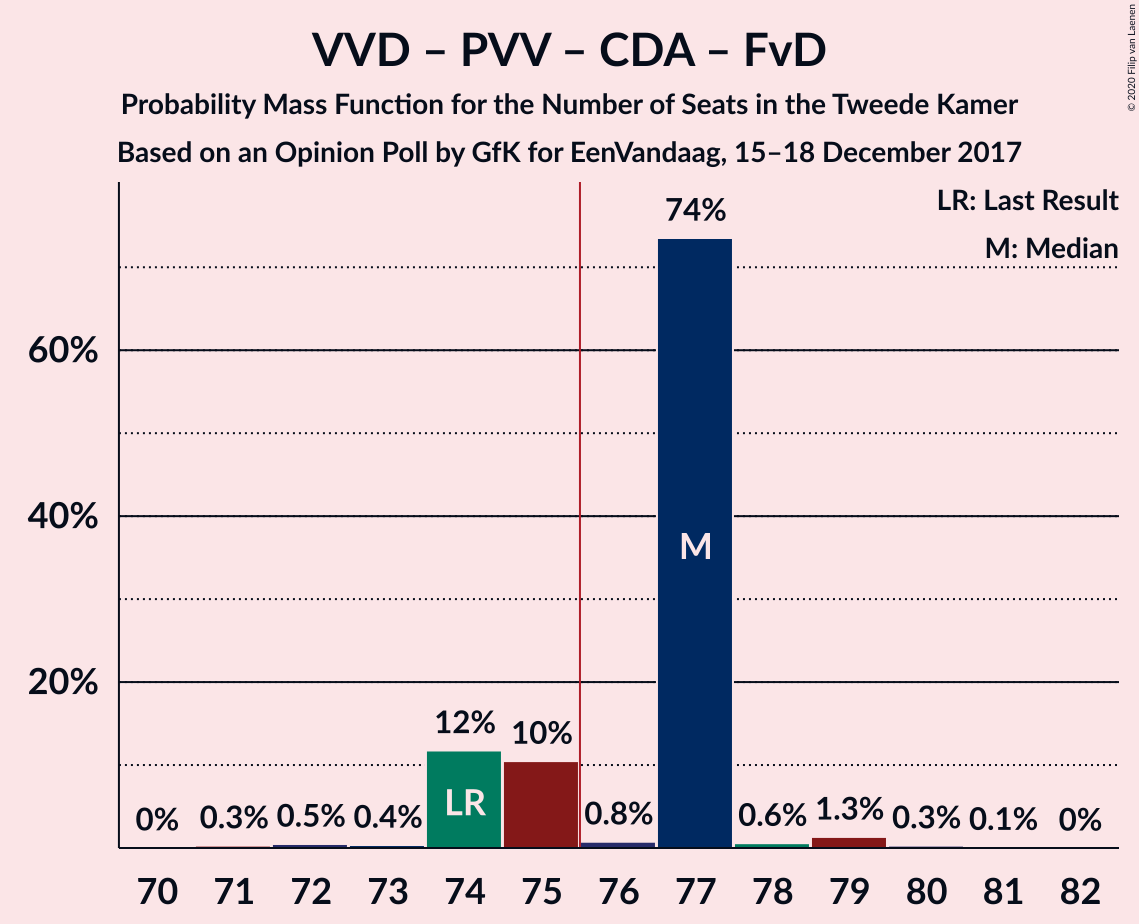 VVD – PVV – CDA – FvD
Probability Mass Function for the Number of Seats in the Tweede Kamer
Based on an Opinion Poll by GfK for EenVandaag, 15–18 December 2017
© 2020 Filip van Laenen
LR: Last Result
M: Median
60%
40%
20%
0%
0.3%
0.5%
0.4%
12%
10%
0.8%
74%
0.6%
1.3%
0.3%
0.1%
0%
LR
M
70 71 72 73 74 75 76 77 78 79 80 81 82